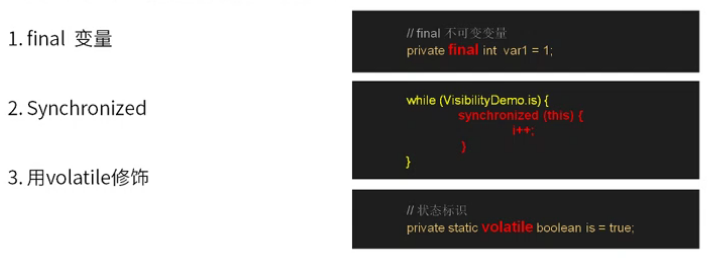 1. final 变量
// final 不可变变量
private final int var1 = 1;
2. Synchronized
while (VisibilityDemo.is) {
synchronized (this) {
i++;
}
}
3. 用volatile修饰
// 状态标识
private static volatile boolean is = true;